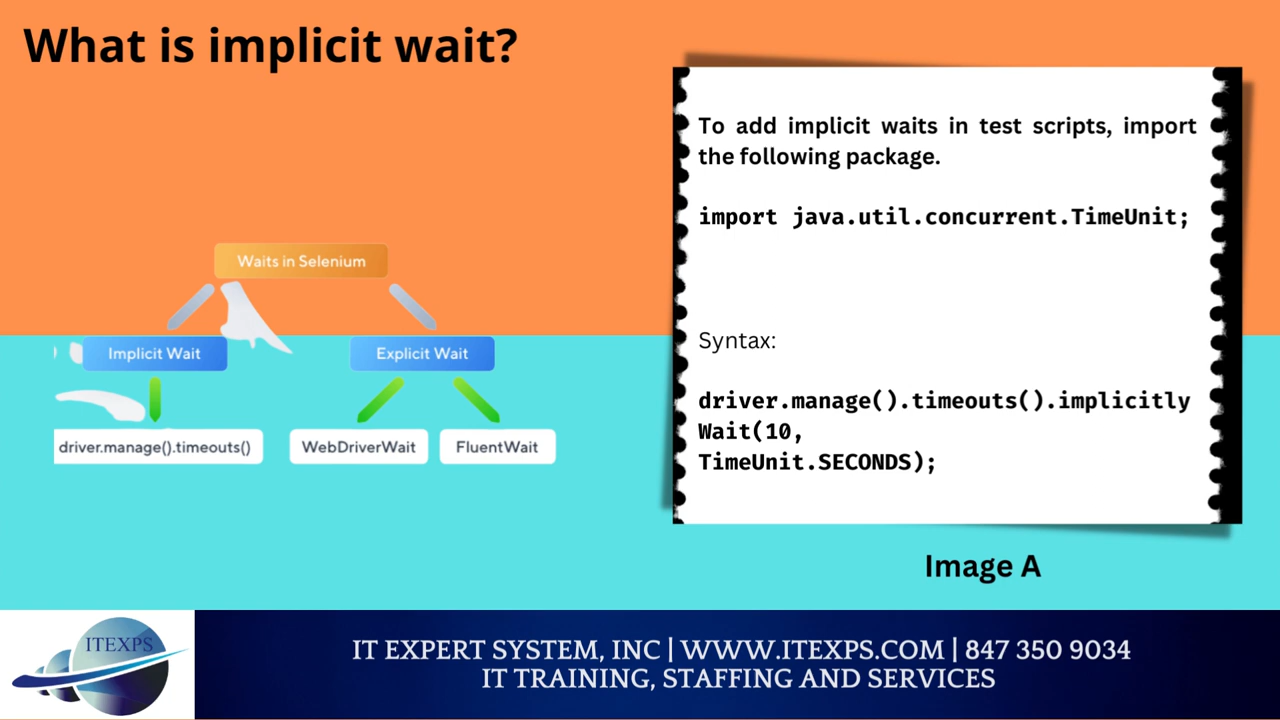 What is implicit wait?
To add implicit waits in test scripts, import
the following package.
import java.util.concurrent.TimeUnit;
Syntax:
driver.manage().timeouts().implicitly
Wait(10,
TimeUnit.SECONDS);
Image A
Waits in Selenium
Implicit Wait
Explicit Wait
driver.manage().timeouts()
WebDriverWait
FluentWait
ITEXPS
IT EXPERT SYSTEM, INC | WWW.ITEXPS.COM | 847 350 9034
IT TRAINING, STAFFING AND SERVICES